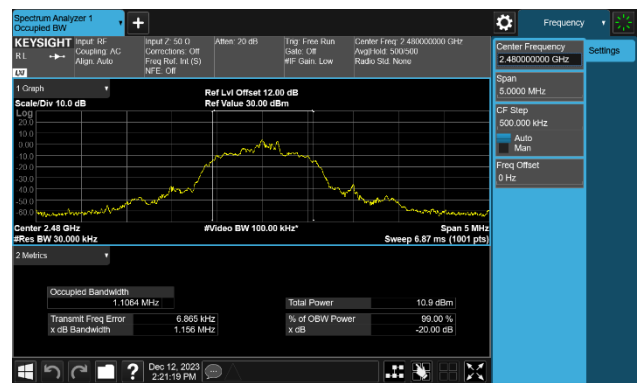 Spectrum Analyzer 1
Occupied BW
Frequency
KEYSIGHT
RL
LW
Input: RF
Coupling: AC
Align: Auto
Input Z: 50 Ω
Corrections: Off
Freq Ref: Int (S)
NFE: Off
Atten: 20 dB
Trig: Free Run
Gate: Off
#IF Gain: Low
Center Freq: 2.480000000 GHz
Avg|Hold: 500/500
Radio Std: None
Center Frequency
2.480000000 GHz
Settings
Span
5.0000 MHz
CF Step
500.000 kHz
Auto
Man
Freq Offset
0 Hz
1 Graph
Scale/Div 10.0 dB
Ref Lvl Offset 12.00 dB
Ref Value 30.00 dBm
Log
20.0
10.0
0.00
-10.0
-20.0
-30.0
-40.0
-50.0
-60.0
Center 2.48 GHz
#Res BW 30.000 kHz
#Video BW 100.00 kHz*
Span 5 MHz
Sweep 6.87 ms (1001 pts)
2 Metrics
Occupied Bandwidth
1.1064 MHz
Total Power 10.9 dBm
Transmit Freq Error 6.865 kHz
% of OBW Power 99.00 %
x dB Bandwidth 1.156 MHz
x dB -20.00 dB
?
Dec 12, 2023
2:21:19 PM